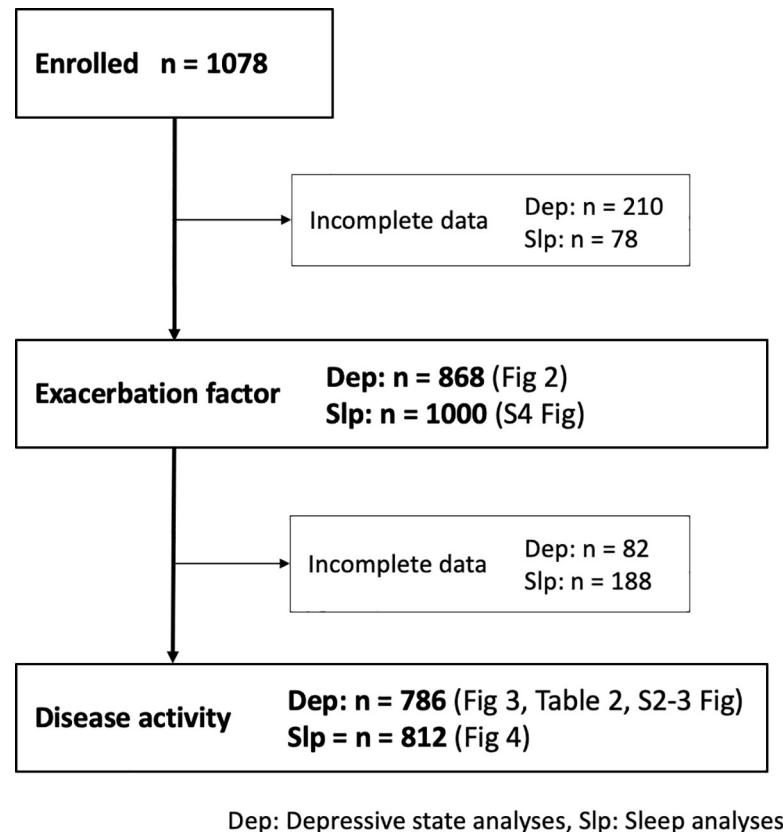 Enrolled n = 1078
Incomplete data
Dep: n = 210
Slp: n = 78
Exacerbation factor
Dep: n = 868 (Fig 2)
Slp: n = 1000 (S4 Fig)
Incomplete data
Dep: n = 82
Slp: n = 188
Disease activity
Dep: n = 786 (Fig 3, Table 2, S2-3 Fig)
Slp = n = 812 (Fig 4)
Dep: Depressive state analyses, Slp: Sleep analyses